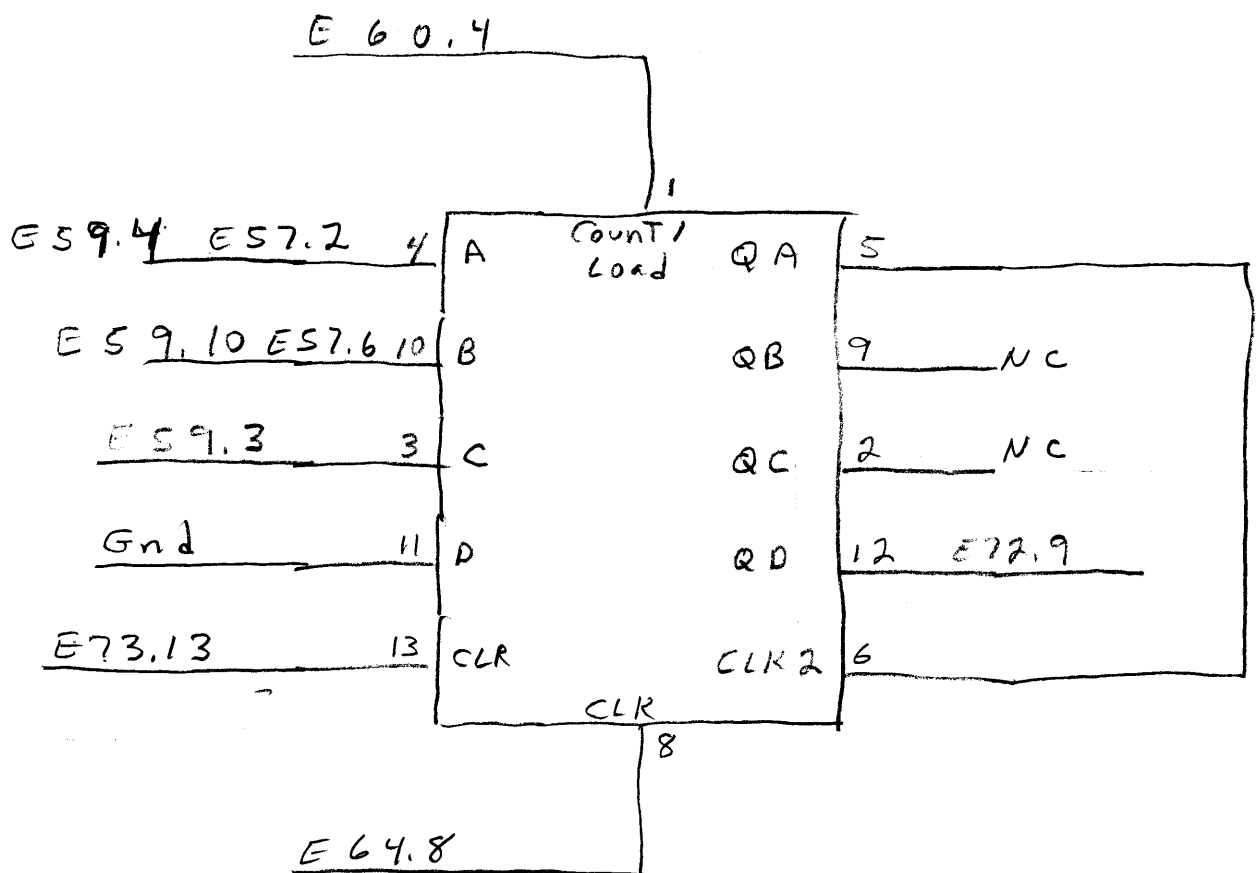 E 60.4
1
E59.4 E57.2 4 A Count/ QA 5
Load
E59.10 E57.6 10 B QB 9 NC
E59.3 3 C QC 2 NC
Gnd 11 D QD 12 E72.9
E73.13 13 CLR CLK2 6
CLK
8
E64.8